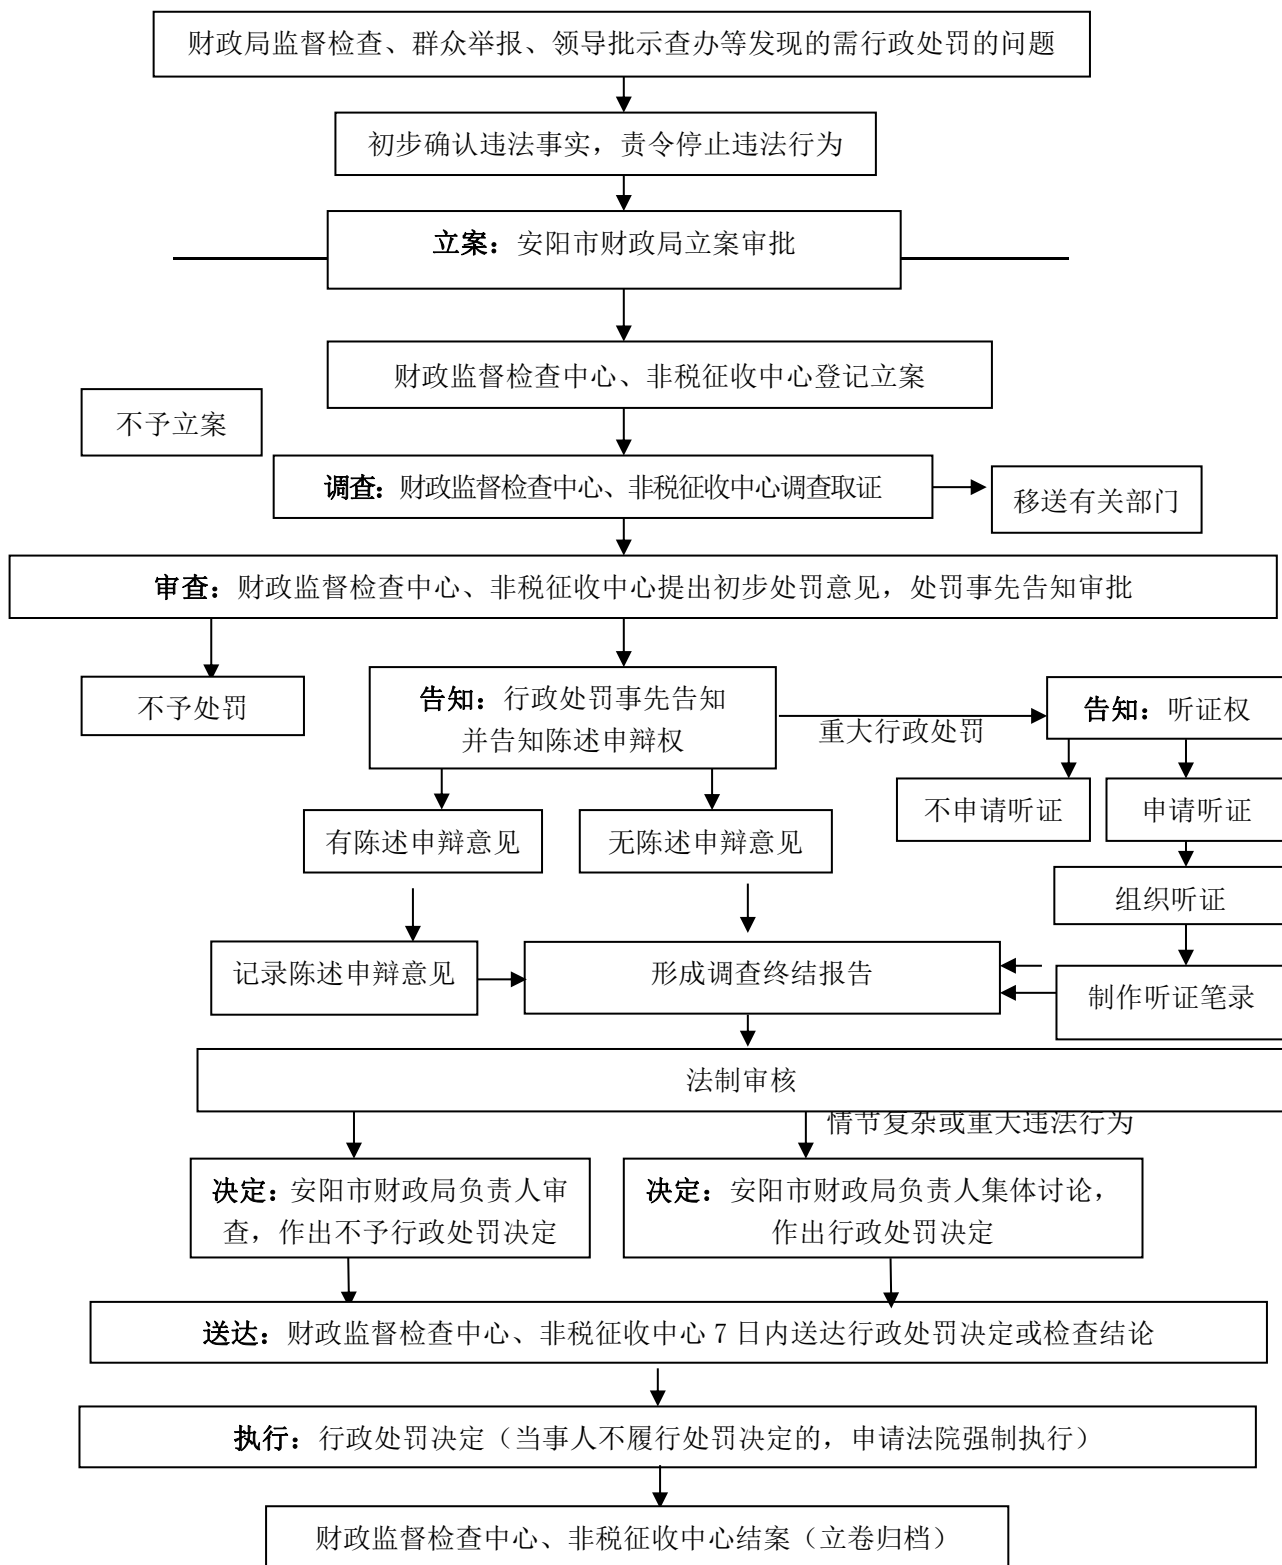 财政局监督检查、群众举报、领导批示查办等发现的需行政处罚的问题
初步确认违法事实，责令停止违法行为
立案：安阳市财政局立案审批
财政监督检查中心、非税征收中心登记立案
不予立案
调查：财政监督检查中心、非税征收中心调查取证
移送有关部门
审查：财政监督检查中心、非税征收中心提出初步处罚意见，处罚事先告知审批
不予处罚
告知：行政处罚事先告知
并告知陈述申辩权
重大行政处罚
告知：听证权
不申请听证
申请听证
有陈述申辩意见
无陈述申辩意见
组织听证
记录陈述申辩意见
形成调查终结报告
制作听证笔录
法制审核
情节复杂或重大违法行为
决定：安阳市财政局负责人审
查，作出不予行政处罚决定
决定：安阳市财政局负责人集体讨论，
作出行政处罚决定
送达：财政监督检查中心、非税征收中心 7 日内送达行政处罚决定或检查结论
执行：行政处罚决定（当事人不履行处罚决定的，申请法院强制执行）
财政监督检查中心、非税征收中心结案（立卷归档）